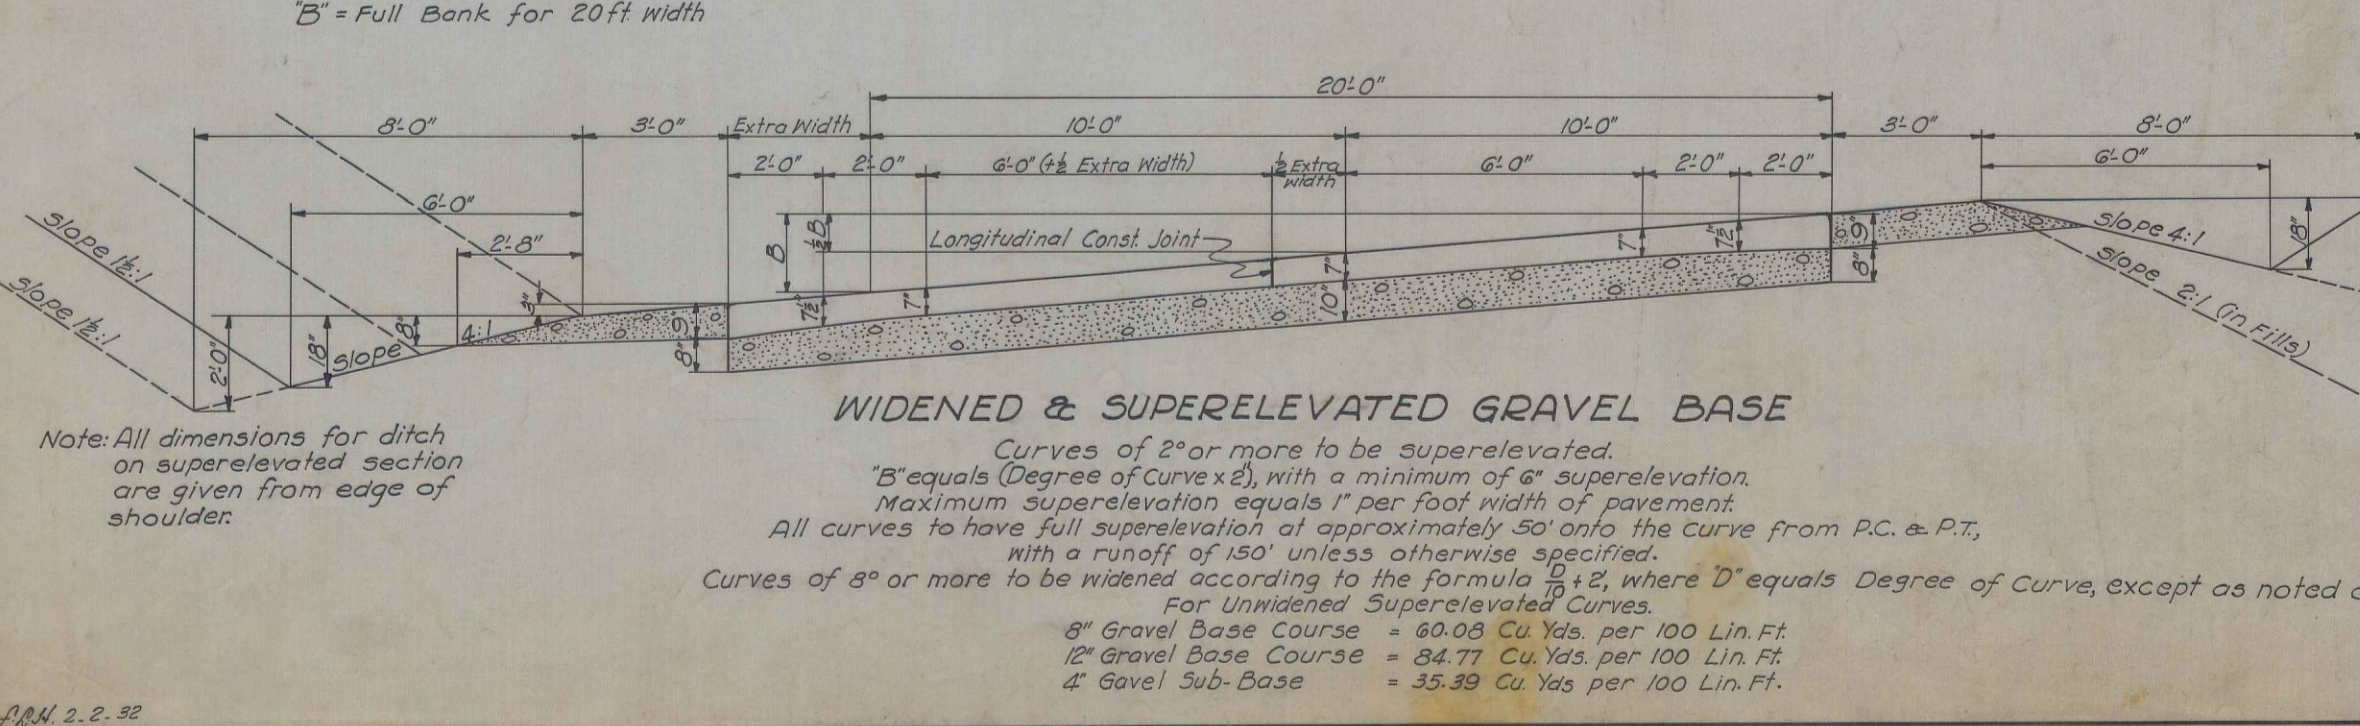 "B" = Full Bank for 20 ft. width
20'-0"
8'-0" 3'-0" Extra Width 10'-0" 10'-0" 3'-0" 8'-0"
2'-0" 2'-0" 6'-0" (+½ Extra Width) ½ Extra Width 6'-0" 2'-0" 2'-0" 6'-0"
6'-0"
2'-8"
B ½B
Longitudinal Const. Joint
7" 7½" 9" 8"
18"
Slope 4:1
Slope 2:1 (in Fills)
Slope 1½:1
Slope 1½:1
3"
2'-0" 18" 8" 4:1 9" 8" 7½" 7" 7" 10"
Slope
WIDENED & SUPERELEVATED GRAVEL BASE
Note: All dimensions for ditch
on superelevated section
are given from edge of
shoulder.
Curves of 2° or more to be superelevated.
"B" equals (Degree of Curve x 2"), with a minimum of 6" superelevation.
Maximum superelevation equals 1" per foot width of pavement.
All curves to have full superelevation at approximately 50' onto the curve from P.C. & P.T.,
with a runoff of 150' unless otherwise specified.
Curves of 8° or more to be widened according to the formula D/10 + 2', where "D" equals Degree of Curve, except as noted
For Unwidened Superelevated Curves.
8" Gravel Base Course = 60.08 Cu. Yds. per 100 Lin. Ft.
12" Gravel Base Course = 84.77 Cu. Yds. per 100 Lin. Ft.
4" Gavel Sub-Base = 35.39 Cu. Yds per 100 Lin. Ft.
2-2-32